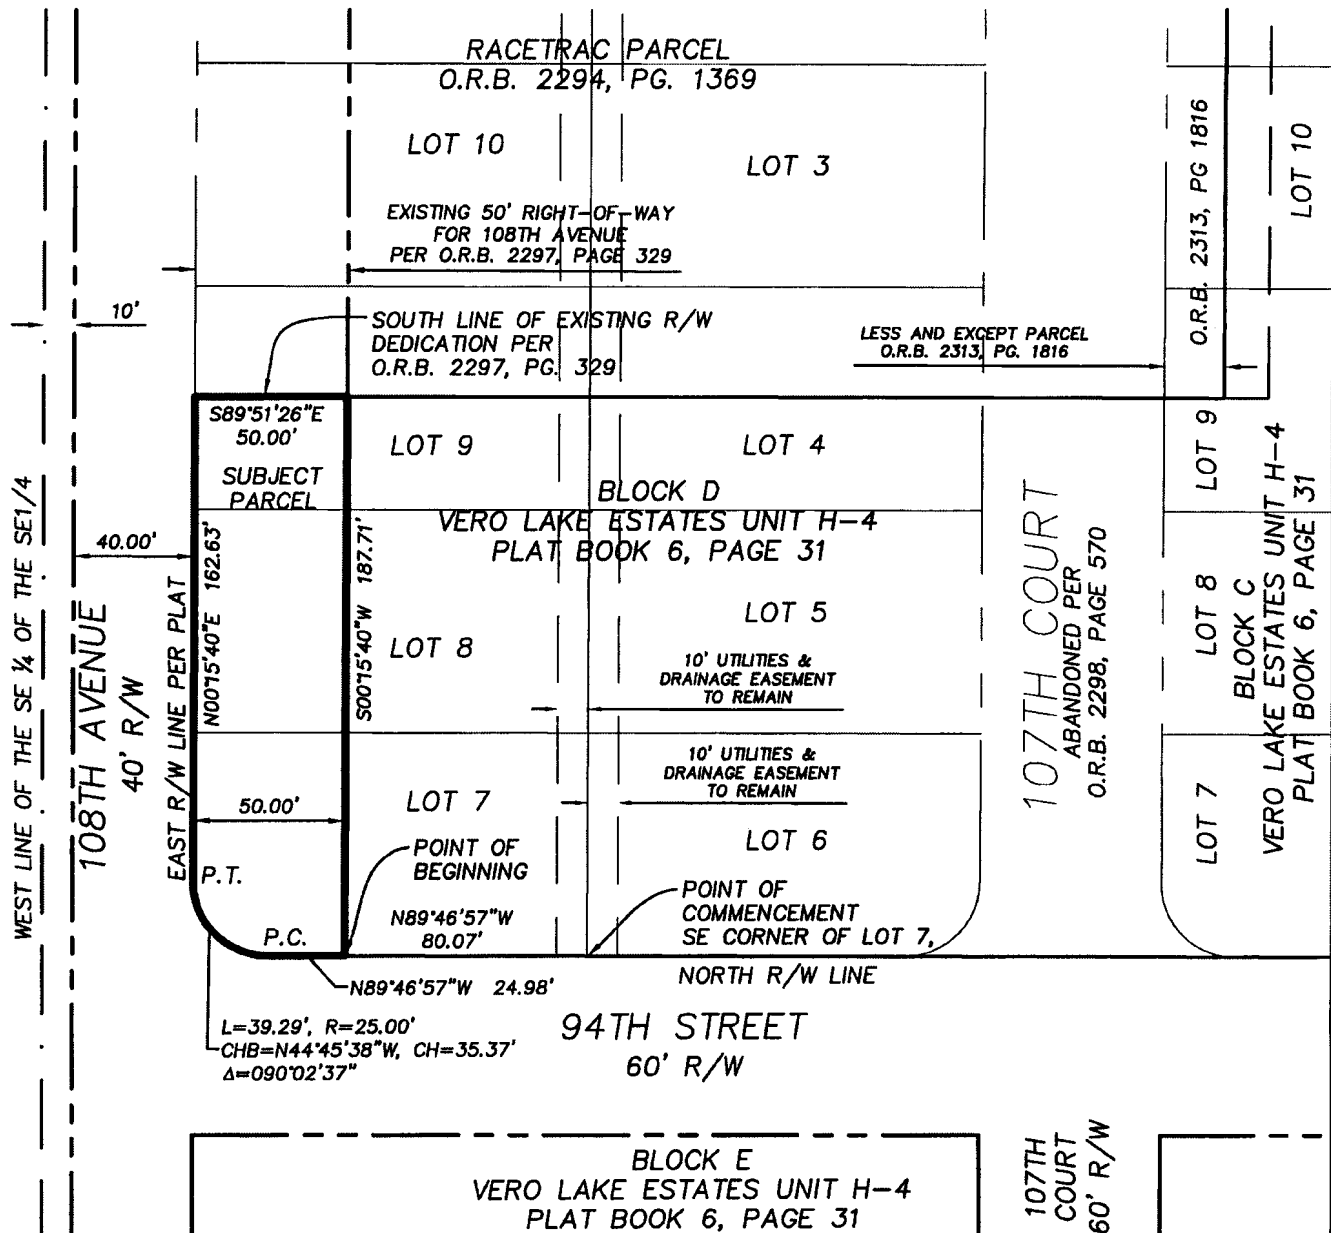 RACETRAC PARCEL
O.R.B. 2294, PG. 1369
LOT 10
LOT 3
EXISTING 50' RIGHT-OF-WAY
FOR 108TH AVENUE
PER O.R.B. 2297, PAGE 329
10'
SOUTH LINE OF EXISTING R/W
DEDICATION PER
O.R.B. 2297, PG. 329
LESS AND EXCEPT PARCEL
O.R.B. 2313, PG. 1816
O.R.B. 2313, PG 1816
LOT 10
S89°51'26"E
50.00'
SUBJECT
PARCEL
LOT 9
LOT 4
BLOCK D
VERO LAKE ESTATES UNIT H-4
PLAT BOOK 6, PAGE 31
WEST LINE OF THE SE ¼ OF THE SE1/4
40.00'
108TH AVENUE
40' R/W
EAST R/W LINE PER PLAT
N00°15'40"E 162.63'
S00°15'40"W 187.71'
LOT 8
LOT 5
10' UTILITIES &
DRAINAGE EASEMENT
TO REMAIN
10' UTILITIES &
DRAINAGE EASEMENT
TO REMAIN
107TH COURT
ABANDONED PER
O.R.B. 2298, PAGE 570
LOT 9
LOT 8
LOT 7
BLOCK C
VERO LAKE ESTATES UNIT H-4
PLAT BOOK 6, PAGE 31
50.00'
LOT 7
LOT 6
P.T.
P.C.
POINT OF
BEGINNING
N89°46'57"W
80.07'
POINT OF
COMMENCEMENT
SE CORNER OF LOT 7,
N89°46'57"W 24.98'
NORTH R/W LINE
L=39.29', R=25.00'
CHB=N44°45'38"W, CH=35.37'
Δ=090°02'37"
94TH STREET
60' R/W
BLOCK E
VERO LAKE ESTATES UNIT H-4
PLAT BOOK 6, PAGE 31
107TH
COURT
60' R/W